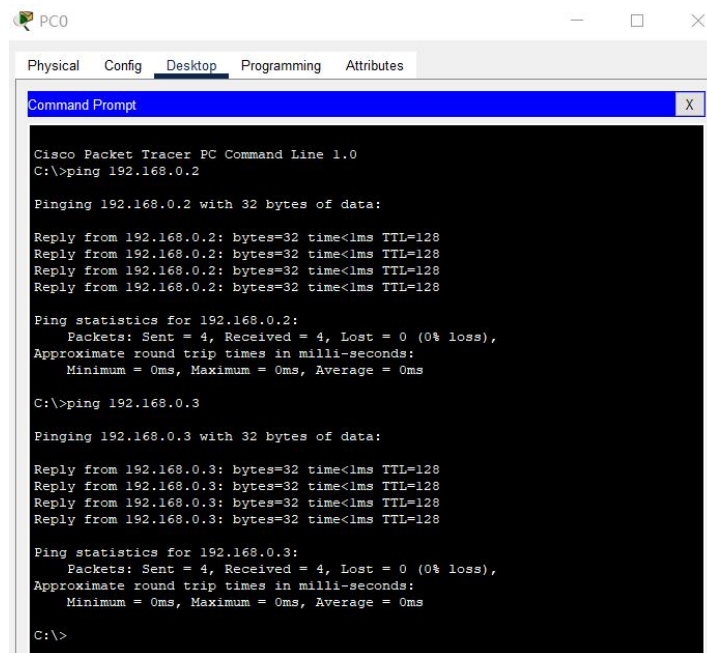 PC0
Physical Config Desktop Programming Attributes
Command Prompt
X
Cisco Packet Tracer PC Command Line 1.0
C:\>ping 192.168.0.2
Pinging 192.168.0.2 with 32 bytes of data:
Reply from 192.168.0.2: bytes=32 time<1ms TTL=128
Reply from 192.168.0.2: bytes=32 time<1ms TTL=128
Reply from 192.168.0.2: bytes=32 time<1ms TTL=128
Reply from 192.168.0.2: bytes=32 time<1ms TTL=128
Ping statistics for 192.168.0.2:
Packets: Sent = 4, Received = 4, Lost = 0 (0% loss),
Approximate round trip times in milli-seconds:
Minimum = 0ms, Maximum = 0ms, Average = 0ms
C:\>ping 192.168.0.3
Pinging 192.168.0.3 with 32 bytes of data:
Reply from 192.168.0.3: bytes=32 time<1ms TTL=128
Reply from 192.168.0.3: bytes=32 time<1ms TTL=128
Reply from 192.168.0.3: bytes=32 time<1ms TTL=128
Reply from 192.168.0.3: bytes=32 time<1ms TTL=128
Ping statistics for 192.168.0.3:
Packets: Sent = 4, Received = 4, Lost = 0 (0% loss),
Approximate round trip times in milli-seconds:
Minimum = 0ms, Maximum = 0ms, Average = 0ms
C:\>